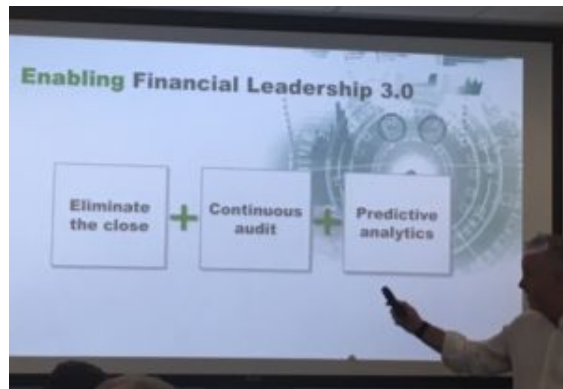 Enabling Financial Leadership 3.0
Eliminate
the close
+
Continuous
audit
+
Predictive
analytics